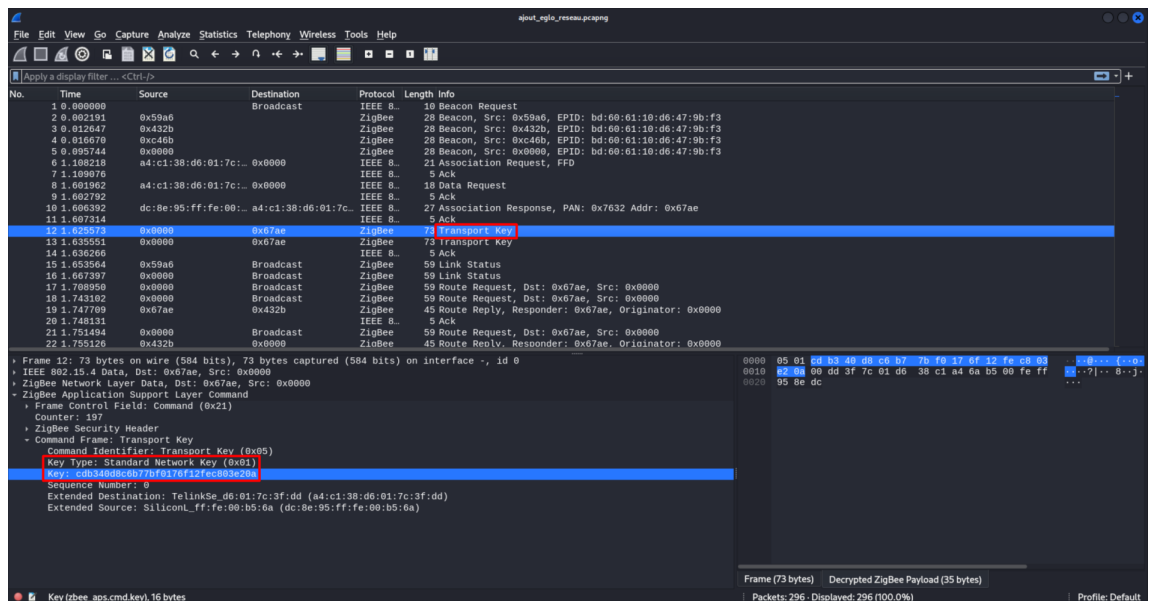 ajout_eglo_reseau.pcapng
File Edit View Go Capture Analyze Statistics Telephony Wireless Tools Help
Apply a display filter ... <Ctrl-/>
No. Time Source Destination Protocol Length Info
1 0.000000 Broadcast IEEE 8… 10 Beacon Request
2 0.002191 0x59a6 ZigBee 28 Beacon, Src: 0x59a6, EPID: bd:60:61:10:d6:47:9b:f3
3 0.012647 0x432b ZigBee 28 Beacon, Src: 0x432b, EPID: bd:60:61:10:d6:47:9b:f3
4 0.016670 0xc46b ZigBee 28 Beacon, Src: 0xc46b, EPID: bd:60:61:10:d6:47:9b:f3
5 0.095744 0x0000 ZigBee 28 Beacon, Src: 0x0000, EPID: bd:60:61:10:d6:47:9b:f3
6 1.108218 a4:c1:38:d6:01:7c:… 0x0000 IEEE 8… 21 Association Request, FFD
7 1.109076 IEEE 8… 5 Ack
8 1.601962 a4:c1:38:d6:01:7c:… 0x0000 IEEE 8… 18 Data Request
9 1.602792 IEEE 8… 5 Ack
10 1.606392 dc:8e:95:ff:fe:00:… a4:c1:38:d6:01:7c… IEEE 8… 27 Association Response, PAN: 0x7632 Addr: 0x67ae
11 1.607314 IEEE 8… 5 Ack
12 1.625573 0x0000 0x67ae ZigBee 73 Transport Key
13 1.635551 0x0000 0x67ae ZigBee 73 Transport Key
14 1.636266 IEEE 8… 5 Ack
15 1.653564 0x59a6 Broadcast ZigBee 59 Link Status
16 1.667397 0x0000 Broadcast ZigBee 59 Link Status
17 1.708950 0x0000 Broadcast ZigBee 59 Route Request, Dst: 0x67ae, Src: 0x0000
18 1.743102 0x0000 Broadcast ZigBee 59 Route Request, Dst: 0x67ae, Src: 0x0000
19 1.747709 0x67ae 0x432b ZigBee 45 Route Reply, Responder: 0x67ae, Originator: 0x0000
20 1.748131 IEEE 8… 5 Ack
21 1.751494 0x0000 Broadcast ZigBee 59 Route Request, Dst: 0x67ae, Src: 0x0000
22 1.755126 0x432b 0x0000 ZigBee 45 Route Reply, Responder: 0x67ae, Originator: 0x0000
Frame 12: 73 bytes on wire (584 bits), 73 bytes captured (584 bits) on interface -, id 0
IEEE 802.15.4 Data, Dst: 0x67ae, Src: 0x0000
ZigBee Network Layer Data, Dst: 0x67ae, Src: 0x0000
ZigBee Application Support Layer Command
Frame Control Field: Command (0x21)
Counter: 197
ZigBee Security Header
Command Frame: Transport Key
Command Identifier: Transport Key (0x05)
Key Type: Standard Network Key (0x01)
Key: cdb340d8c6b77bf0176f12fec803e20a
Sequence Number: 0
Extended Destination: TelinkSe_d6:01:7c:3f:dd (a4:c1:38:d6:01:7c:3f:dd)
Extended Source: SiliconL_ff:fe:00:b5:6a (dc:8e:95:ff:fe:00:b5:6a)
0000 05 01 cd b3 40 d8 c6 b7 7b f0 17 6f 12 fe c8 03 ····@··· {··o····
0010 e2 0a 00 dd 3f 7c 01 d6 38 c1 a4 6a b5 00 fe ff ····?|·· 8··j····
0020 95 8e dc ···
Frame (73 bytes) Decrypted ZigBee Payload (35 bytes)
Key (zbee_aps.cmd.key), 16 bytes Packets: 296 · Displayed: 296 (100.0%) Profile: Default